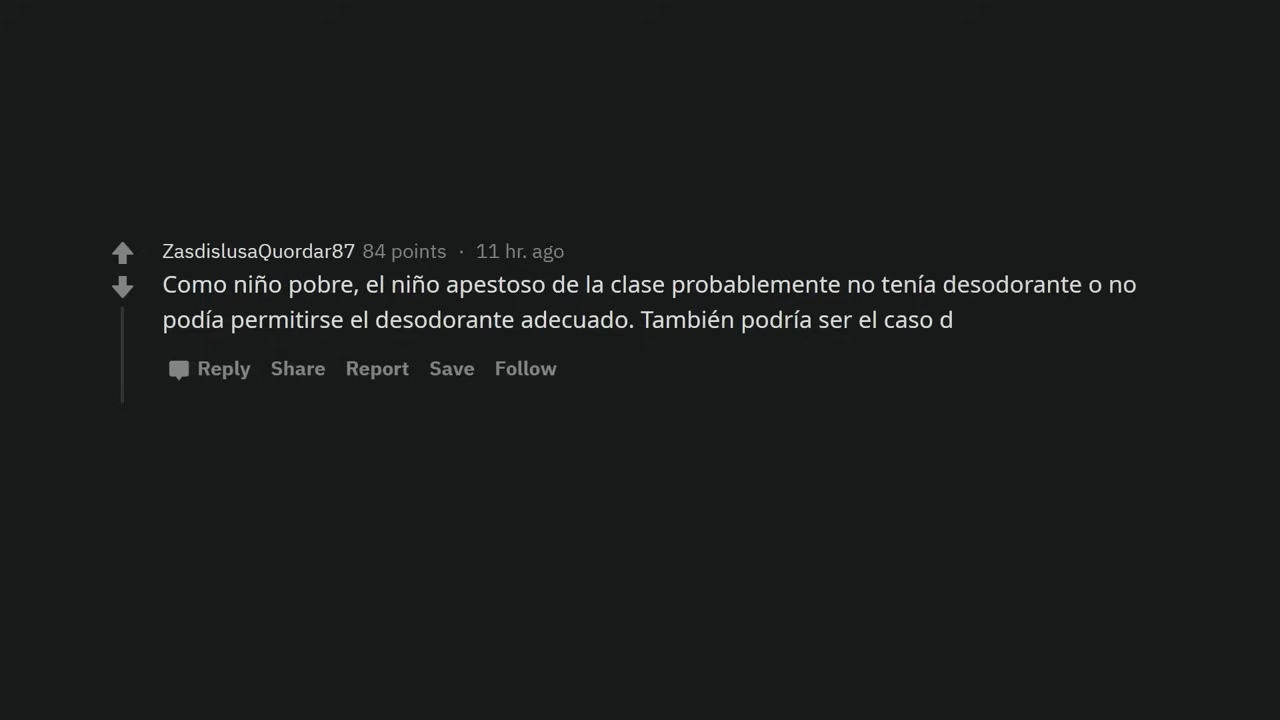 ZasdislusaQuordar87 84 points · 11 hr. ago
Como niño pobre, el niño apestoso de la clase probablemente no tenía desodorante o no
podía permitirse el desodorante adecuado. También podría ser el caso d
Reply Share Report Save Follow